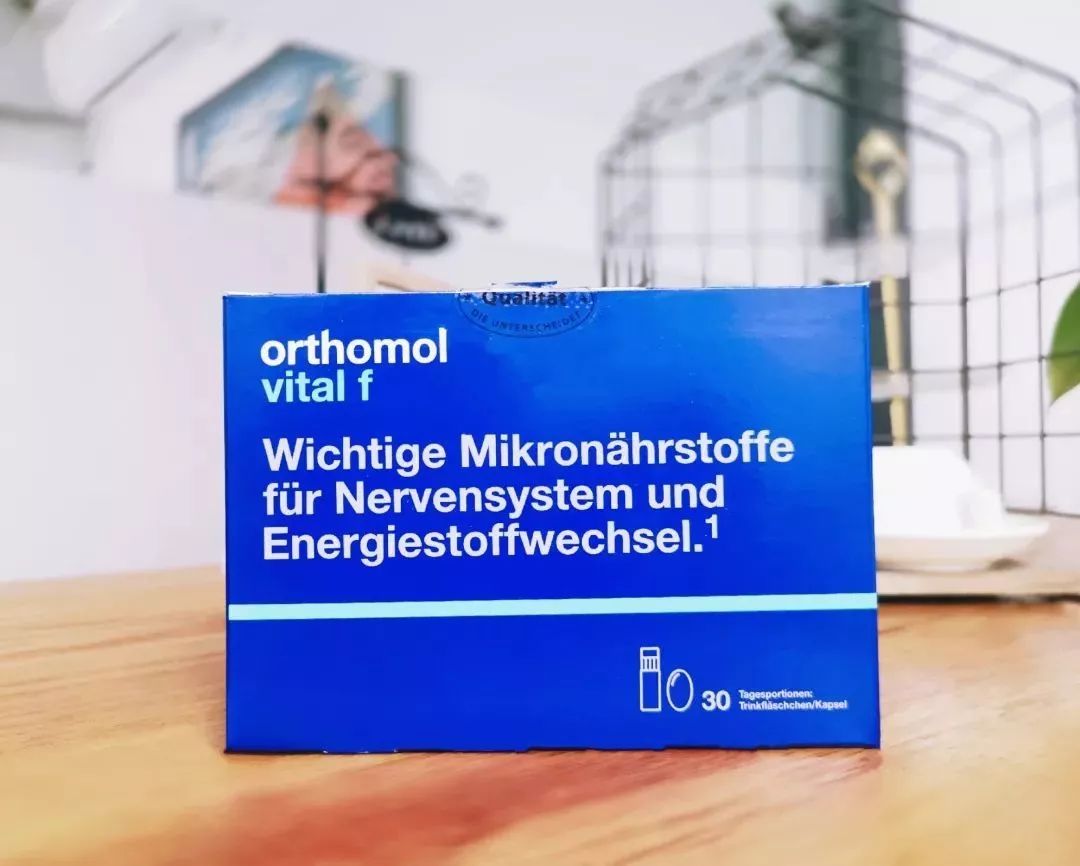 Qualität
DIE UNTERSCHEIDET
orthomol
vital f
Wichtige Mikronährstoffe
für Nervensystem und
Energiestoffwechsel.¹
30
Tagesportionen:
Trinkfläschchen/Kapsel